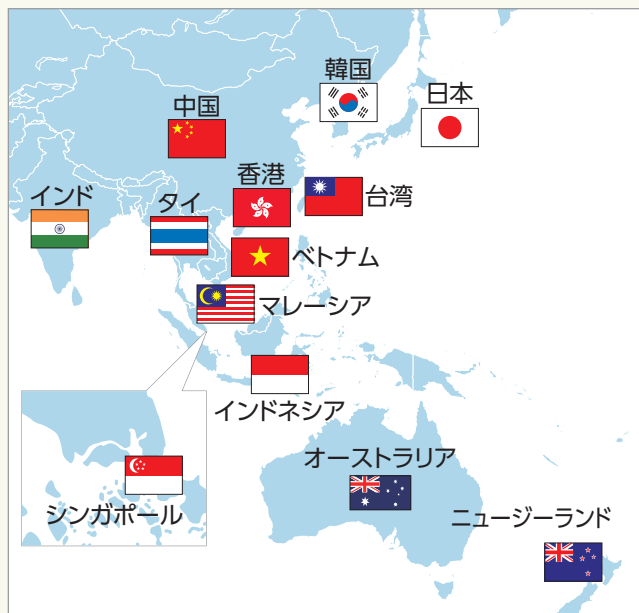 韓国
日本
中国
香港
台湾
インド
タイ
ベトナム
マレーシア
インドネシア
シンガポール
オーストラリア
ニュージーランド